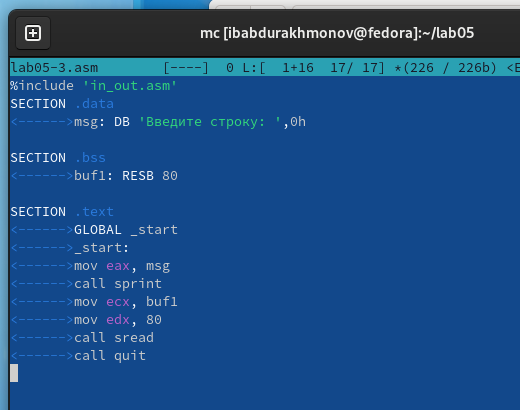 mc [ibabdurakhmonov@fedora]:~/lab05
lab05-3.asm        [----]  0 L:[  1+16  17/ 17] *(226 / 226b) <E
%include 'in_out.asm'
SECTION .data
<------>msg: DB 'Введите строку: ',0h
SECTION .bss
<------>buf1: RESB 80
SECTION .text
<------>GLOBAL _start
<------>_start:
<------>mov eax, msg
<------>call sprint
<------>mov ecx, buf1
<------>mov edx, 80
<------>call sread
<------>call quit